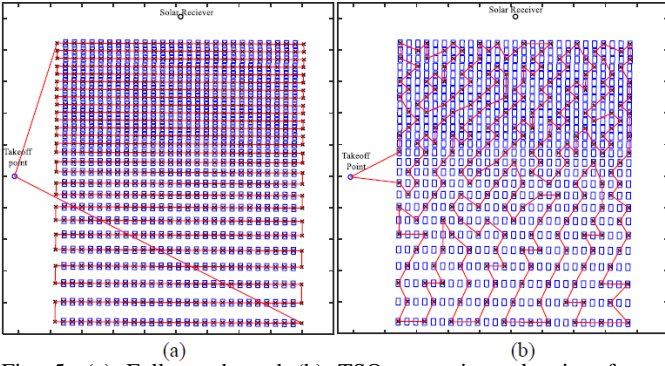 Solar Reciever
Takeoff
point
(a)
Solar Reciever
Takeoff
Point
(b)